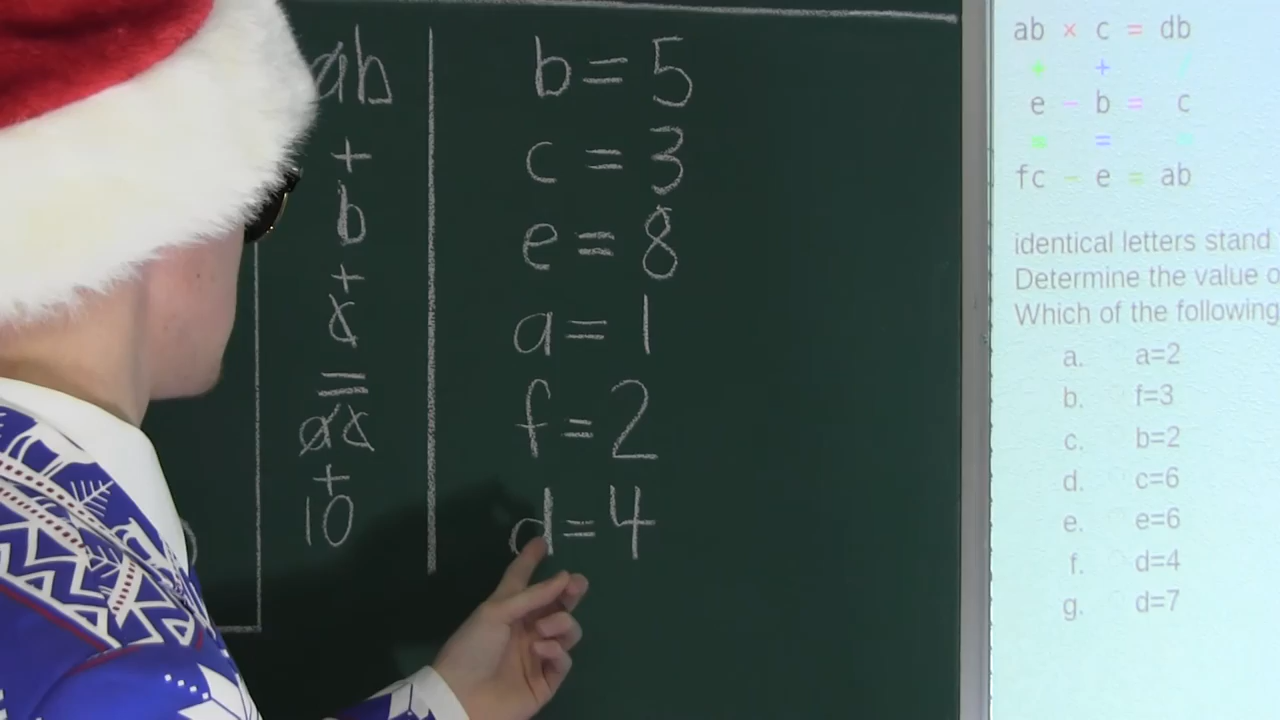 ab
+
b
+
c
=
ac
+
10
b = 5
c = 3
e = 8
a = 1
f = 2
d = 4
ab × c = db
+ + /
e - b = c
= = =
fc - e = ab
identical letters stand
Determine the value
Which of the following
a. a=2
b. f=3
c. b=2
d. c=6
e. e=6
f. d=4
g. d=7